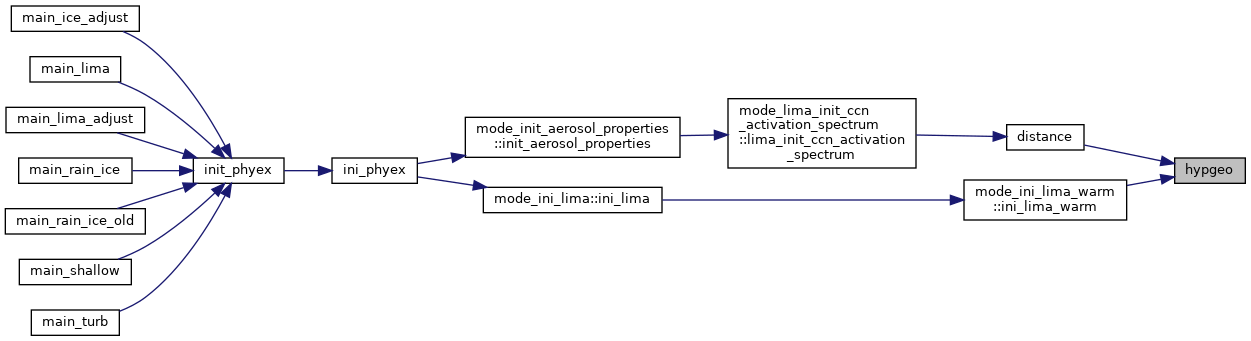 main_ice_adjust
main_lima
main_lima_adjust
main_rain_ice
main_rain_ice_old
main_shallow
main_turb
init_phyex
ini_phyex
mode_init_aerosol_properties
::init_aerosol_properties
mode_ini_lima::ini_lima
mode_lima_init_ccn
_activation_spectrum
::lima_init_ccn_activation
_spectrum
distance
mode_ini_lima_warm
::ini_lima_warm
hypgeo